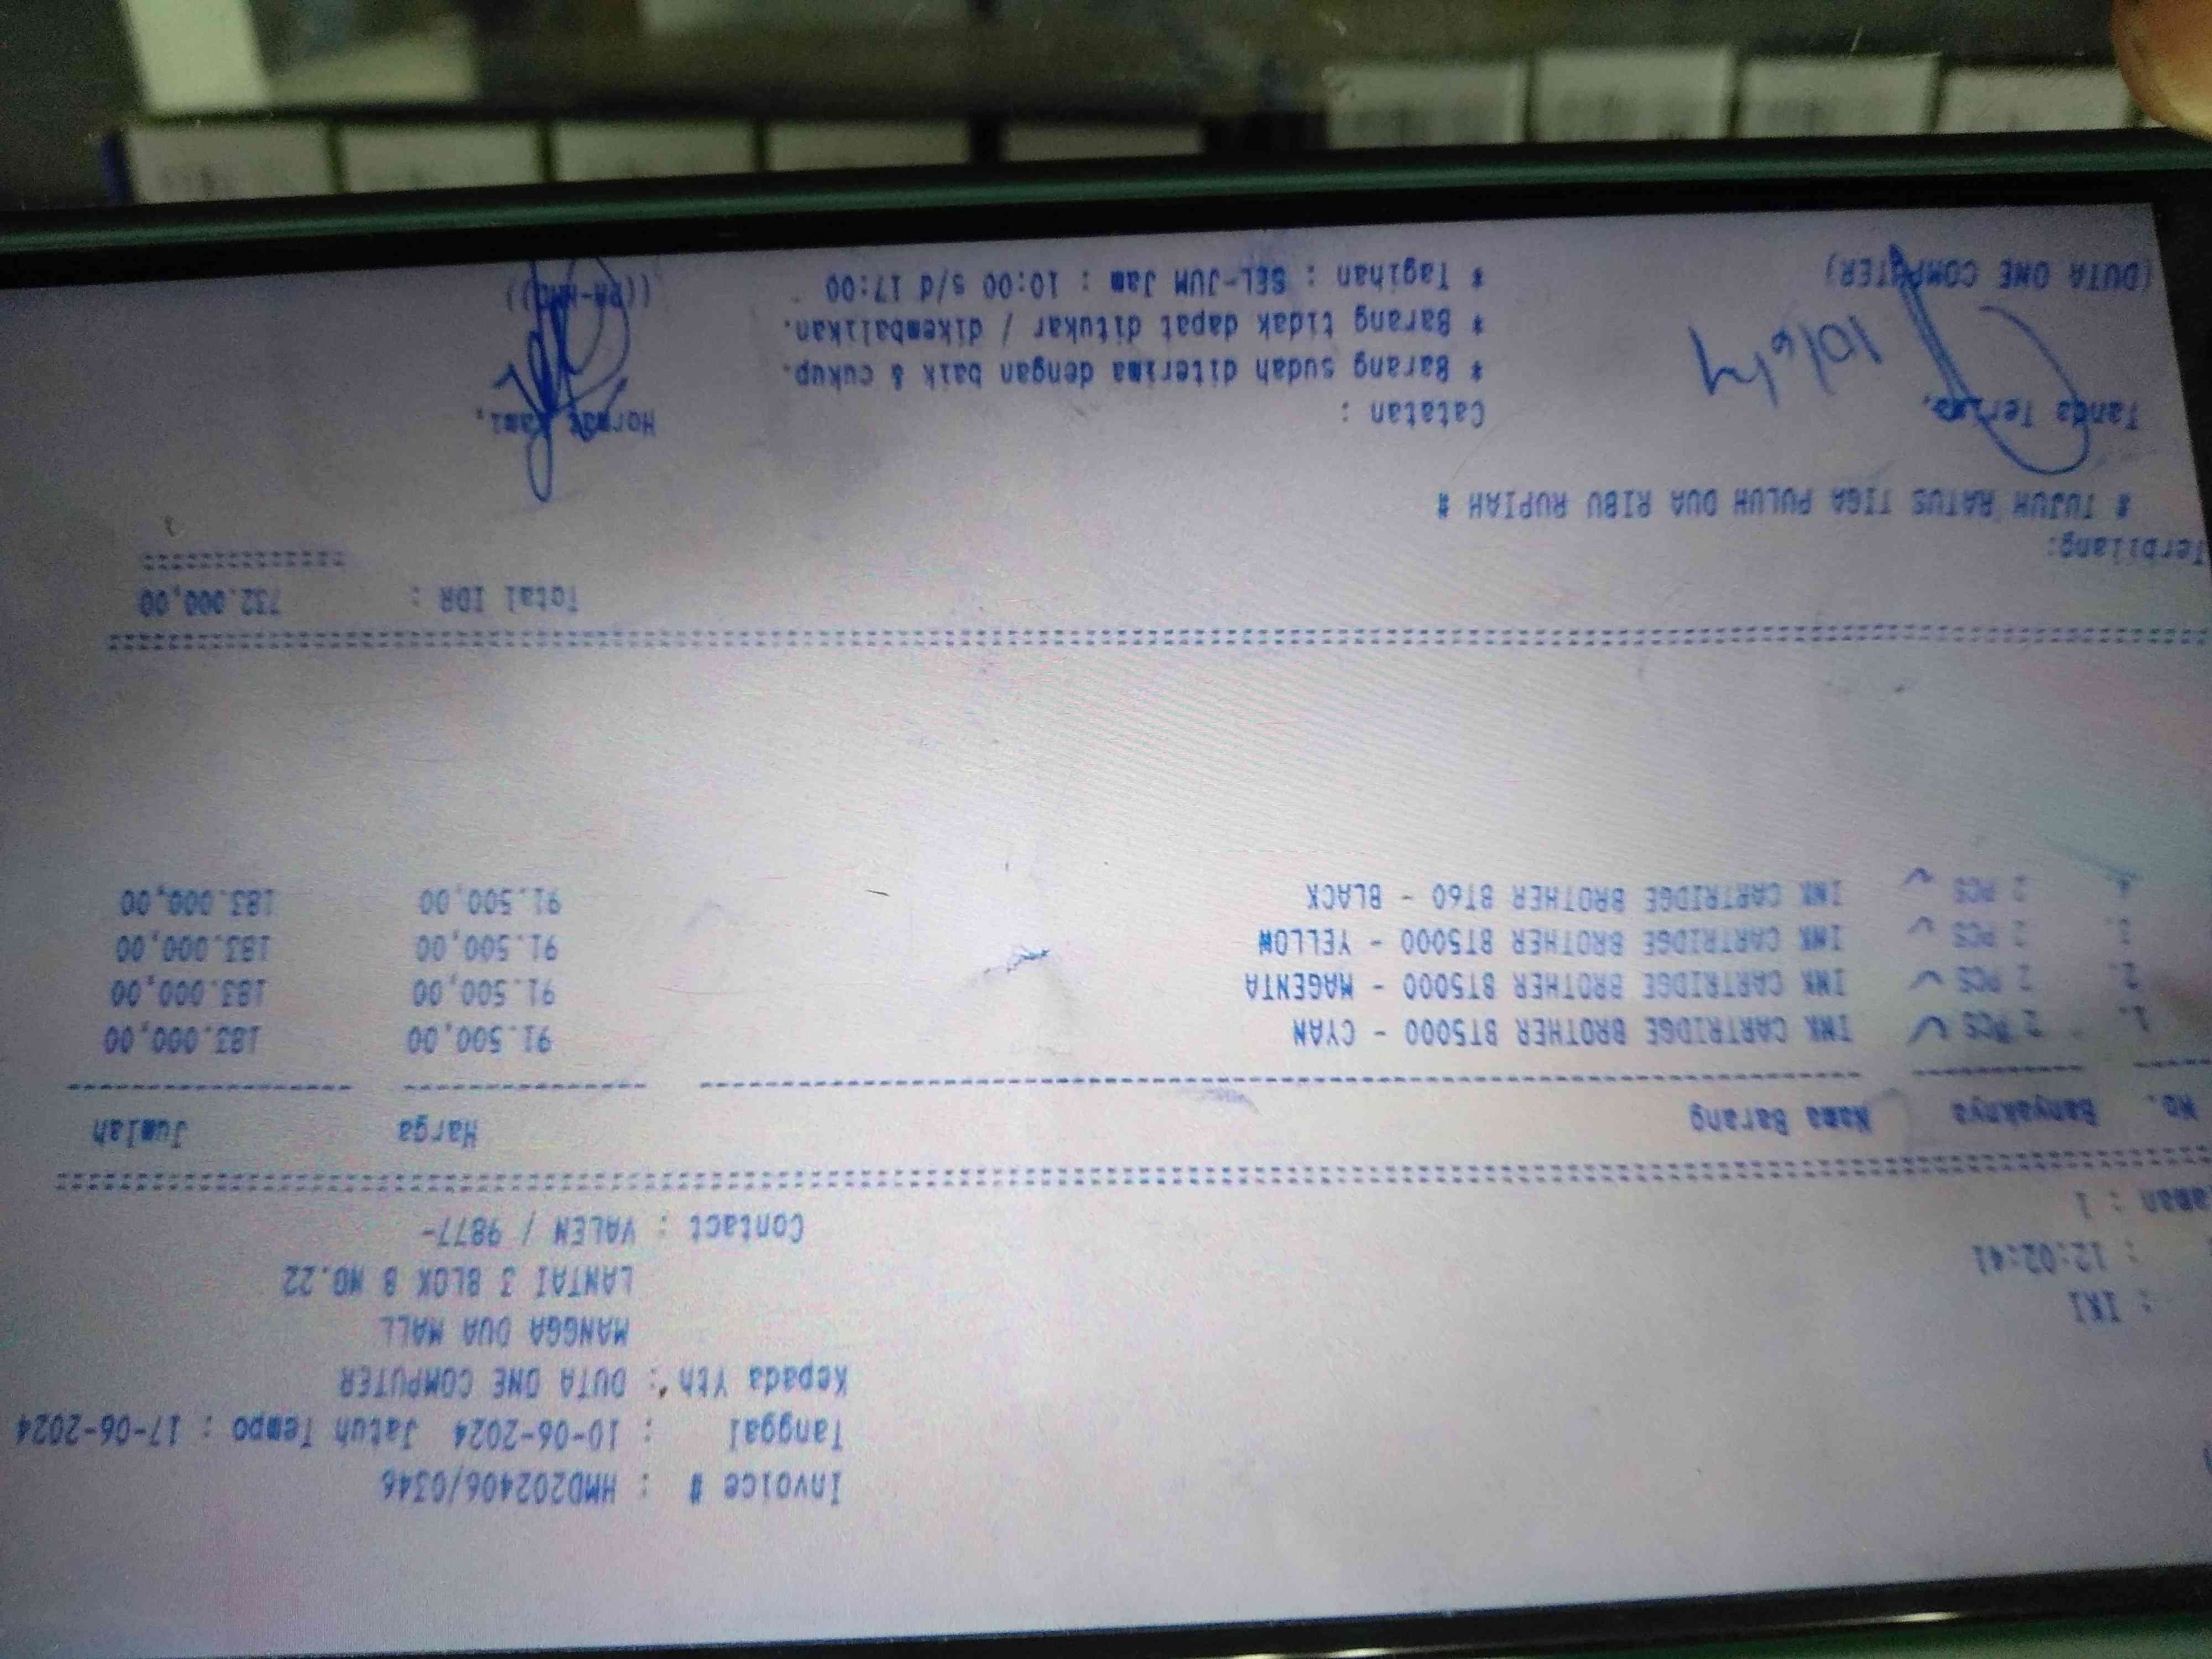 Invoice # : HMD202406/0346
Tanggal : 10-06-2024 Jatuh Tempo : 17-06-2024
Kepada Yth. : DUTA ONE COMPUTER
MANGGA DUA MALL
: IKI
LANTAI 3 BLOK B NO.22
: 12:02:41
Contact : VALEN / 9877-
aman : 1
No. Banyaknya Nama Barang Harga Jumlah
1. 2 PCS INK CARTRIDGE BROTHER BT5000 - CYAN 91.500,00 183.000,00
2. 2 PCS INK CARTRIDGE BROTHER BT5000 - MAGENTA 91.500,00 183.000,00
3. 2 PCS INK CARTRIDGE BROTHER BT5000 - YELLOW 91.500,00 183.000,00
4. 2 PCS INK CARTRIDGE BROTHER BT60 - BLACK 91.500,00 183.000,00
Total IDR : 732.000,00
Terbilang:
# TUJUH RATUS TIGA PULUH DUA RIBU RUPIAH #
Tanda Terima, Catatan : Hormat Kami,
* Barang sudah diterima dengan baik & cukup.
10/6/24 * Barang tidak dapat ditukar / dikembalikan.
(DUTA ONE COMPUTER) * Tagihan : SEL-JUM Jam : 10:00 s/d 17:00